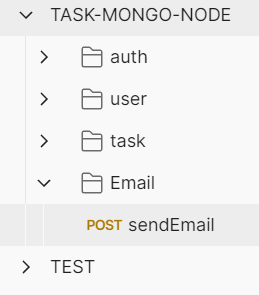 TASK-MONGO-NODE
auth
user
task
Email
POST sendEmail
TEST